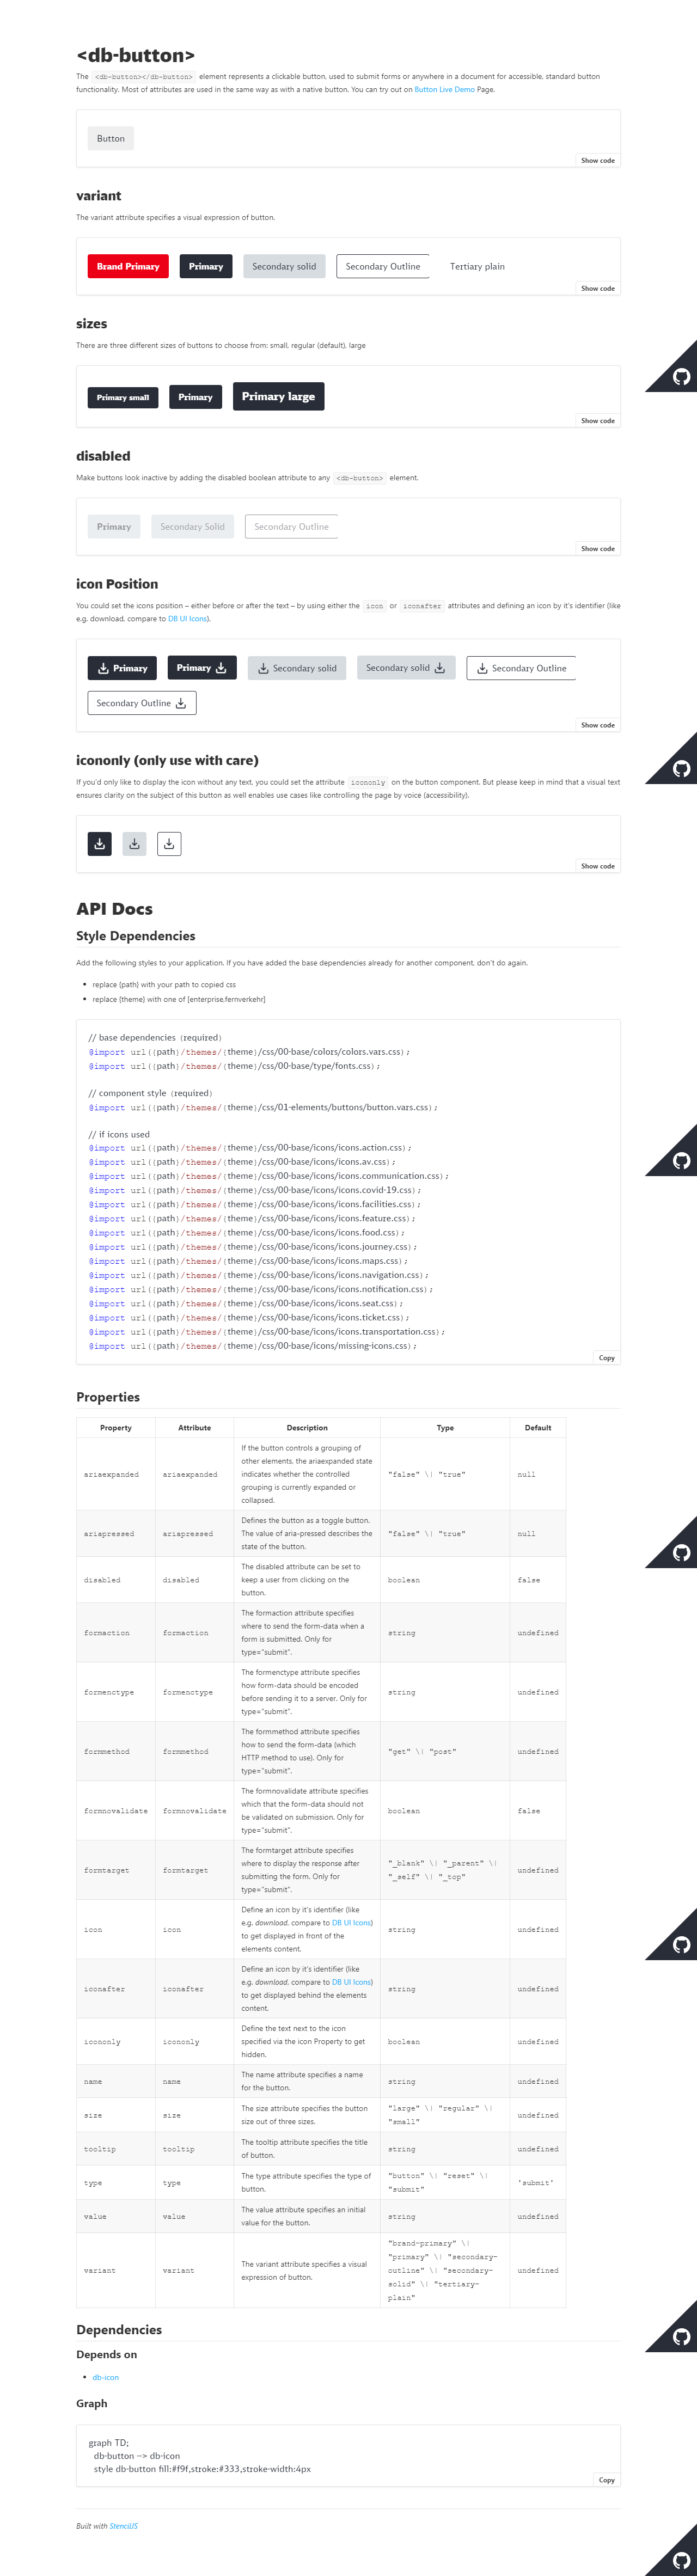 <db-button>
The <db-button></db-button> element represents a clickable button, used to submit forms or anywhere in a document for accessible, standard button
functionality. Most of attributes are used in the same way as with a native button. You can try out on Button Live Demo Page.
Button
Show code
variant
The variant attribute specifies a visual expression of button.
Brand Primary Primary Secondary solid Secondary Outline Tertiary plain
Show code
sizes
There are three different sizes of buttons to choose from: small, regular (default), large
Primary small Primary Primary large
Show code
disabled
Make buttons look inactive by adding the disabled boolean attribute to any <db-button> element.
Primary Secondary Solid Secondary Outline
Show code
icon Position
You could set the icons position – either before or after the text – by using either the icon or iconafter attributes and defining an icon by it's identifier (like
e.g. download, compare to DB UI Icons).
Primary Primary Secondary solid Secondary solid Secondary Outline
Secondary Outline
Show code
icononly (only use with care)
If you'd only like to display the icon without any text, you could set the attribute icononly on the button component. But please keep in mind that a visual text
ensures clarity on the subject of this button as well enables use cases like controlling the page by voice (accessibility).
Show code
API Docs
Style Dependencies
Add the following styles to your application. If you have added the base dependencies already for another component, don't do again.
• replace {path} with your path to copied css
• replace {theme} with one of [enterprise,fernverkehr]
// base dependencies (required)
@import url({path}/themes/{theme}/css/00-base/colors/colors.vars.css);
@import url({path}/themes/{theme}/css/00-base/type/fonts.css);
// component style (required)
@import url({path}/themes/{theme}/css/01-elements/buttons/button.vars.css);
// if icons used
@import url({path}/themes/{theme}/css/00-base/icons/icons.action.css);
@import url({path}/themes/{theme}/css/00-base/icons/icons.av.css);
@import url({path}/themes/{theme}/css/00-base/icons/icons.communication.css);
@import url({path}/themes/{theme}/css/00-base/icons/icons.covid-19.css);
@import url({path}/themes/{theme}/css/00-base/icons/icons.facilities.css);
@import url({path}/themes/{theme}/css/00-base/icons/icons.feature.css);
@import url({path}/themes/{theme}/css/00-base/icons/icons.food.css);
@import url({path}/themes/{theme}/css/00-base/icons/icons.journey.css);
@import url({path}/themes/{theme}/css/00-base/icons/icons.maps.css);
@import url({path}/themes/{theme}/css/00-base/icons/icons.navigation.css);
@import url({path}/themes/{theme}/css/00-base/icons/icons.notification.css);
@import url({path}/themes/{theme}/css/00-base/icons/icons.seat.css);
@import url({path}/themes/{theme}/css/00-base/icons/icons.ticket.css);
@import url({path}/themes/{theme}/css/00-base/icons/icons.transportation.css);
@import url({path}/themes/{theme}/css/00-base/icons/missing-icons.css);
Copy
Properties
Property Attribute Description Type Default
If the button controls a grouping of
other elements, the ariaexpanded state
ariaexpanded ariaexpanded indicates whether the controlled "false" \| "true" null
grouping is currently expanded or
collapsed.
Defines the button as a toggle button.
ariapressed ariapressed The value of aria-pressed describes the "false" \| "true" null
state of the button.
The disabled attribute can be set to
disabled disabled keep a user from clicking on the boolean false
button.
The formaction attribute specifies
formaction formaction where to send the form-data when a string undefined
form is submitted. Only for
type="submit".
The formenctype attribute specifies
formenctype formenctype how form-data should be encoded string undefined
before sending it to a server. Only for
type="submit".
The formmethod attribute specifies
formmethod formmethod how to send the form-data (which "get" \| "post" undefined
HTTP method to use). Only for
type="submit".
The formnovalidate attribute specifies
formnovalidate formnovalidate which that the form-data should not boolean false
be validated on submission. Only for
type="submit".
The formtarget attribute specifies
formtarget formtarget where to display the response after "_blank" \| "_parent" \| undefined
submitting the form. Only for "_self" \| "_top"
type="submit".
Define an icon by it's identifier (like
icon icon e.g. download, compare to DB UI Icons) string undefined
to get displayed in front of the
elements content.
Define an icon by it's identifier (like
iconafter iconafter e.g. download, compare to DB UI Icons) string undefined
to get displayed behind the elements
content.
Define the text next to the icon
icononly icononly specified via the icon Property to get boolean undefined
hidden.
name name The name attribute specifies a name string undefined
for the button.
size size The size attribute specifies the button "large" \| "regular" \| undefined
size out of three sizes. "small"
tooltip tooltip The tooltip attribute specifies the title string undefined
of button.
type type The type attribute specifies the type of "button" \| "reset" \| 'submit'
button. "submit"
value value The value attribute specifies an initial string undefined
value for the button.
"brand-primary" \|
"primary" \| "secondary-
variant variant The variant attribute specifies a visual outline" \| "secondary- undefined
expression of button. solid" \| "tertiary-
plain"
Dependencies
Depends on
• db-icon
Graph
graph TD;
db-button --> db-icon
style db-button fill:#f9f,stroke:#333,stroke-width:4px
Copy
Built with StencilJS